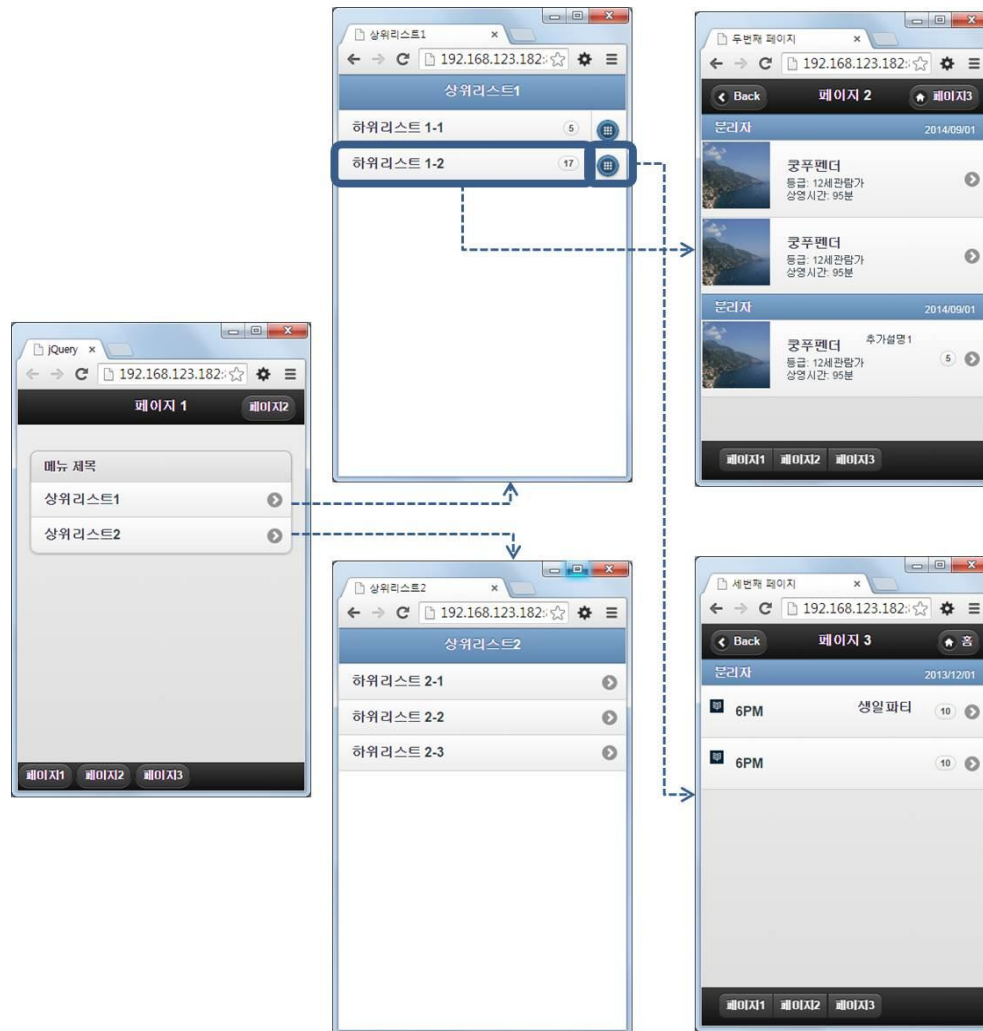 jQuery
192.168.123.182:
페이지 1
페이지2
메뉴 제목
상위리스트1
상위리스트2
페이지1 페이지2 페이지3
상위리스트1
192.168.123.182:
상위리스트1
하위리스트 1-1 5
하위리스트 1-2 17
상위리스트2
192.168.123.182:
상위리스트2
하위리스트 2-1
하위리스트 2-2
하위리스트 2-3
두번째 페이지
192.168.123.182:
Back 페이지 2 페이지3
분리자 2014/09/01
쿵푸펜더
등급: 12세관람가
상영시간: 95분
쿵푸펜더
등급: 12세관람가
상영시간: 95분
분리자 2014/09/01
쿵푸펜더 추가설명1
등급: 12세관람가 5
상영시간: 95분
페이지1 페이지2 페이지3
세번째 페이지
192.168.123.182:
Back 페이지 3 홈
분리자 2013/12/01
6PM 생일파티 10
6PM 10
페이지1 페이지2 페이지3